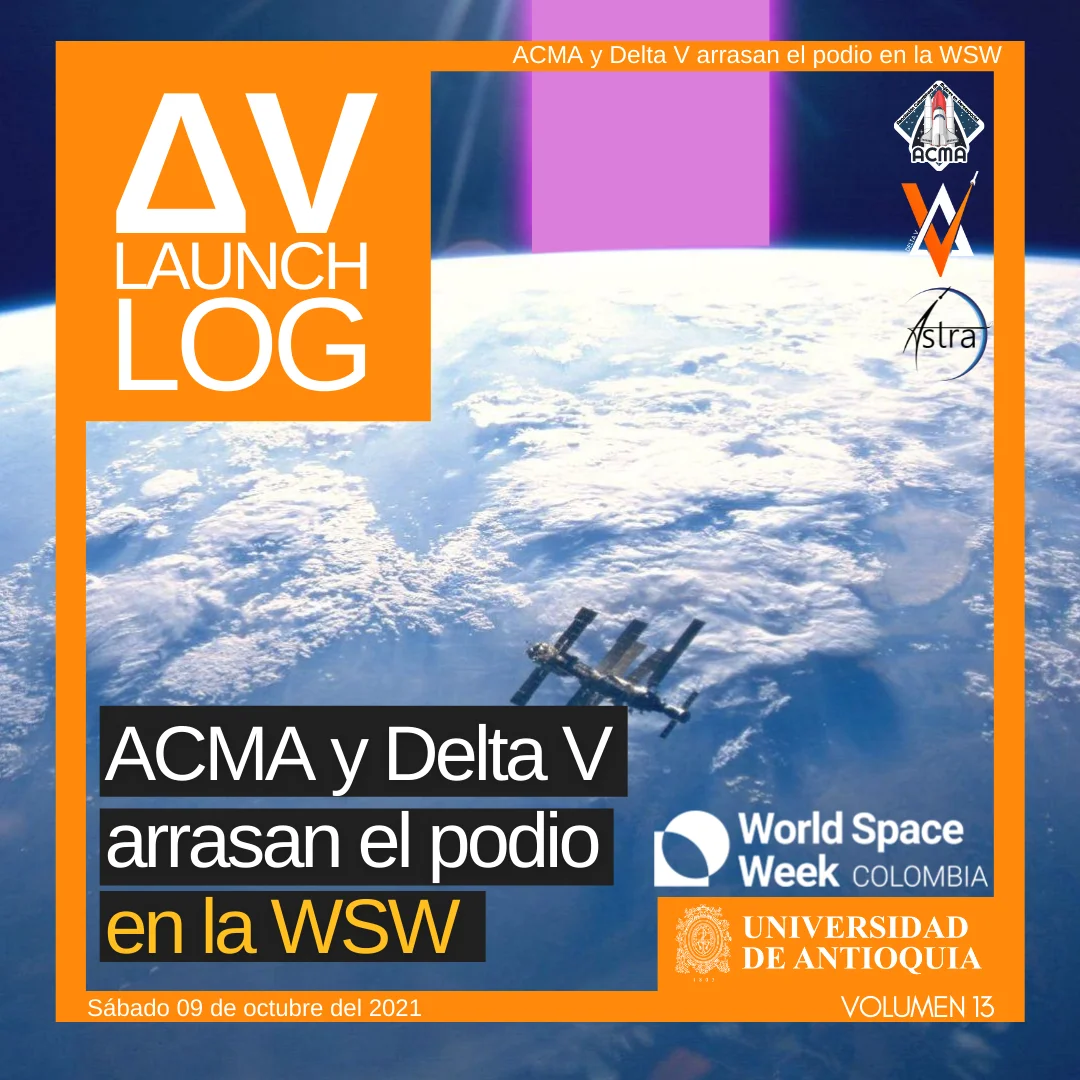 ACMA y Delta V arrasan el podio en la WSW
ΔV
LAUNCH
LOG
ACMA
DELTA V
Astra
ACMA y Delta V
arrasan el podio
en la WSW
World Space
Week COLOMBIA
UNIVERSIDAD
DE ANTIOQUIA
Sábado 09 de octubre del 2021
VOLUMEN 13